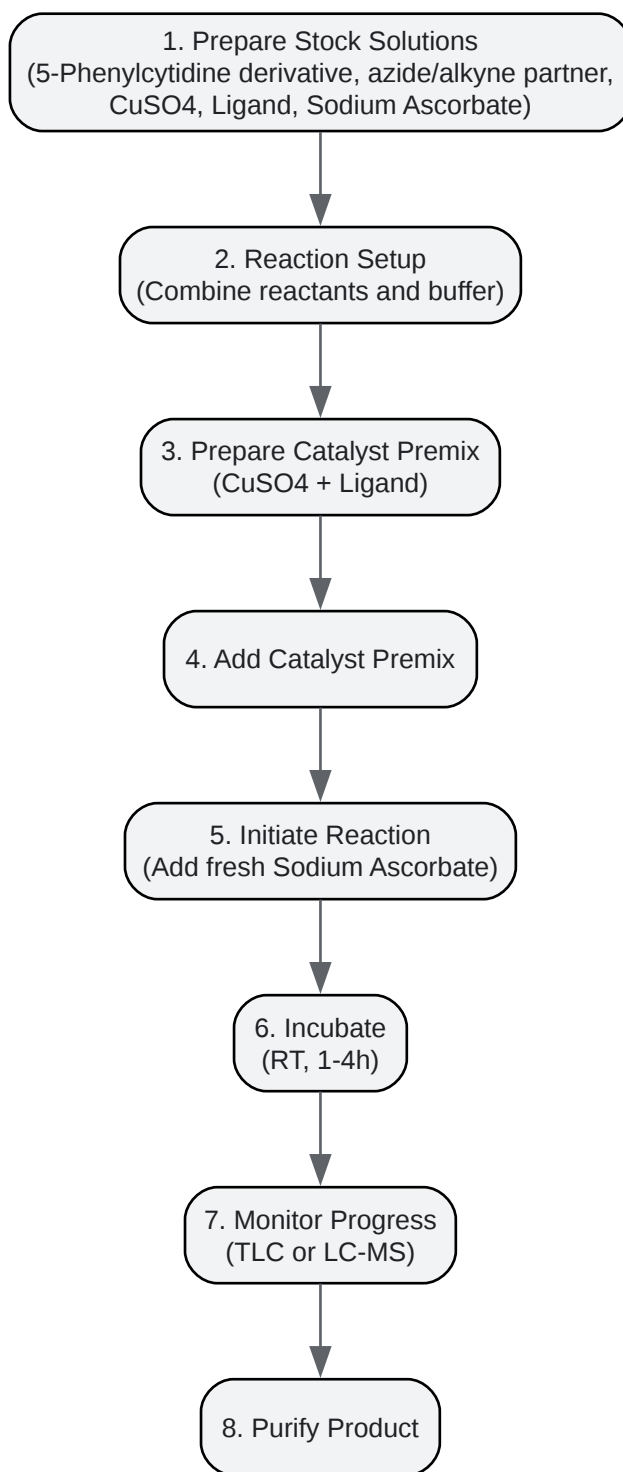 1. Prepare Stock Solutions
(5-Phenylcytidine derivative, azide/alkyne partner,
CuSO4, Ligand, Sodium Ascorbate)
2. Reaction Setup
(Combine reactants and buffer)
3. Prepare Catalyst Premix
(CuSO4 + Ligand)
4. Add Catalyst Premix
5. Initiate Reaction
(Add fresh Sodium Ascorbate)
6. Incubate
(RT, 1-4h)
7. Monitor Progress
(TLC or LC-MS)
8. Purify Product